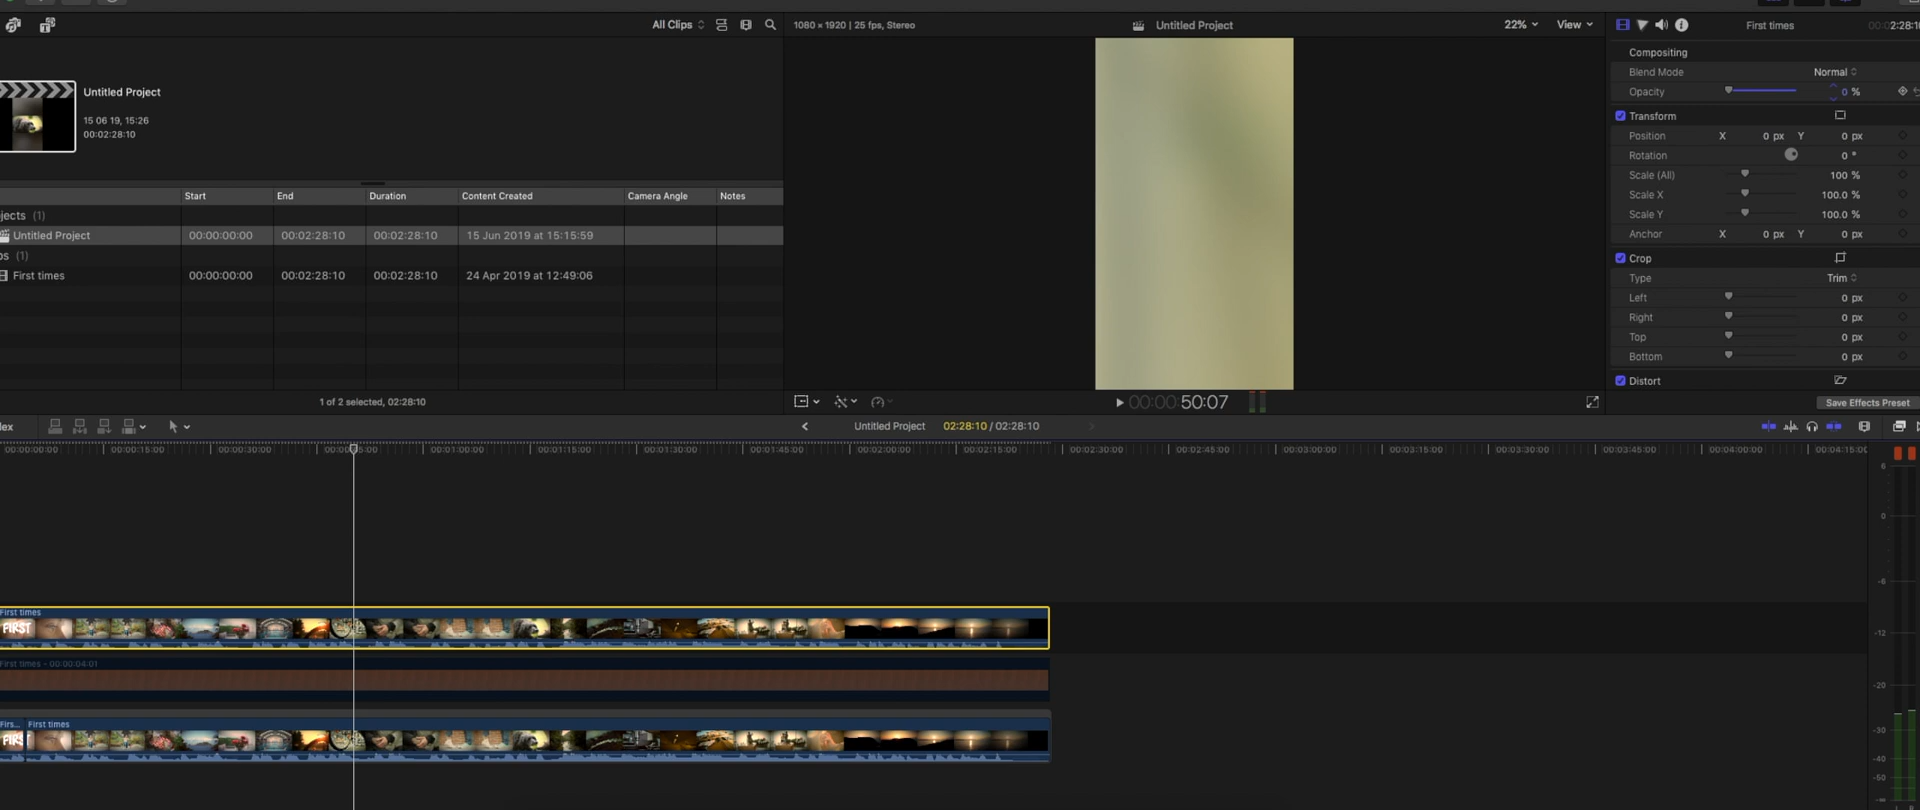 All Clips
1080 × 1920 | 25 fps, Stereo
Untitled Project
22%
View
First times
2:28:10
Untitled Project
15 06 19, 15:26
00:02:28:10
Compositing
Blend Mode
Normal
Opacity
0 %
Transform
Position X 0 px Y 0 px
Rotation 0 °
Scale (All) 100 %
Scale X 100.0 %
Scale Y 100.0 %
Anchor X 0 px Y 0 px
Crop
Type Trim
Left 0 px
Right 0 px
Top 0 px
Bottom 0 px
Distort
Save Effects Preset
Start End Duration Content Created Camera Angle Notes
jects (1)
Untitled Project 00:00:00:00 00:02:28:10 00:02:28:10 15 Jun 2019 at 15:15:59
os (1)
First times 00:00:00:00 00:02:28:10 00:02:28:10 24 Apr 2019 at 12:49:06
1 of 2 selected, 02:28:10
00:00:50:07
dex
Untitled Project 02:28:10 / 02:28:10
00:00:00:00 00:00:15:00 00:00:30:00 00:01:00:00 00:01:15:00 00:01:30:00 00:01:45:00 00:02:00:00 00:02:15:00 00:02:30:00 00:02:45:00 00:03:00:00 00:03:15:00 00:03:30:00 00:03:45:00 00:04:00:00 00:04:15:00
6
0
-6
-12
-20
-30
-40
-50
First times
FIRST
First times - 00:00:04:01
Firs... First times
FIRST